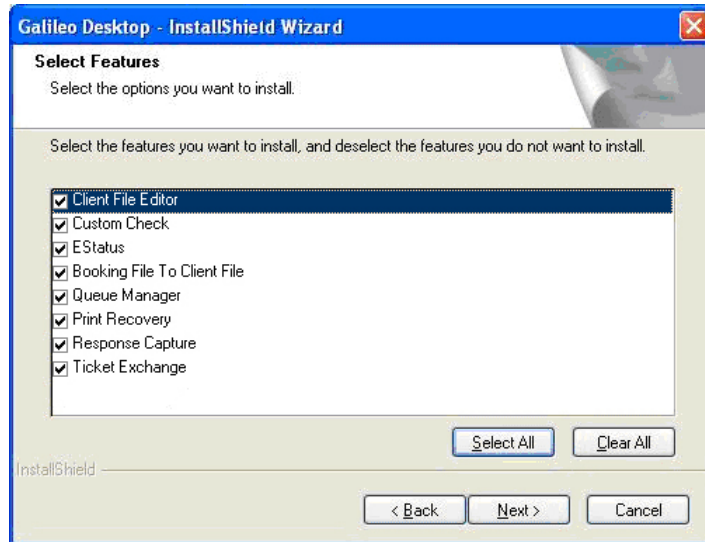 Galileo Desktop - InstallShield Wizard
Select Features
Select the options you want to install.
Select the features you want to install, and deselect the features you do not want to install.
Client File Editor
Custom Check
EStatus
Booking File To Client File
Queue Manager
Print Recovery
Response Capture
Ticket Exchange
Select All Clear All
InstallShield
< Back Next > Cancel